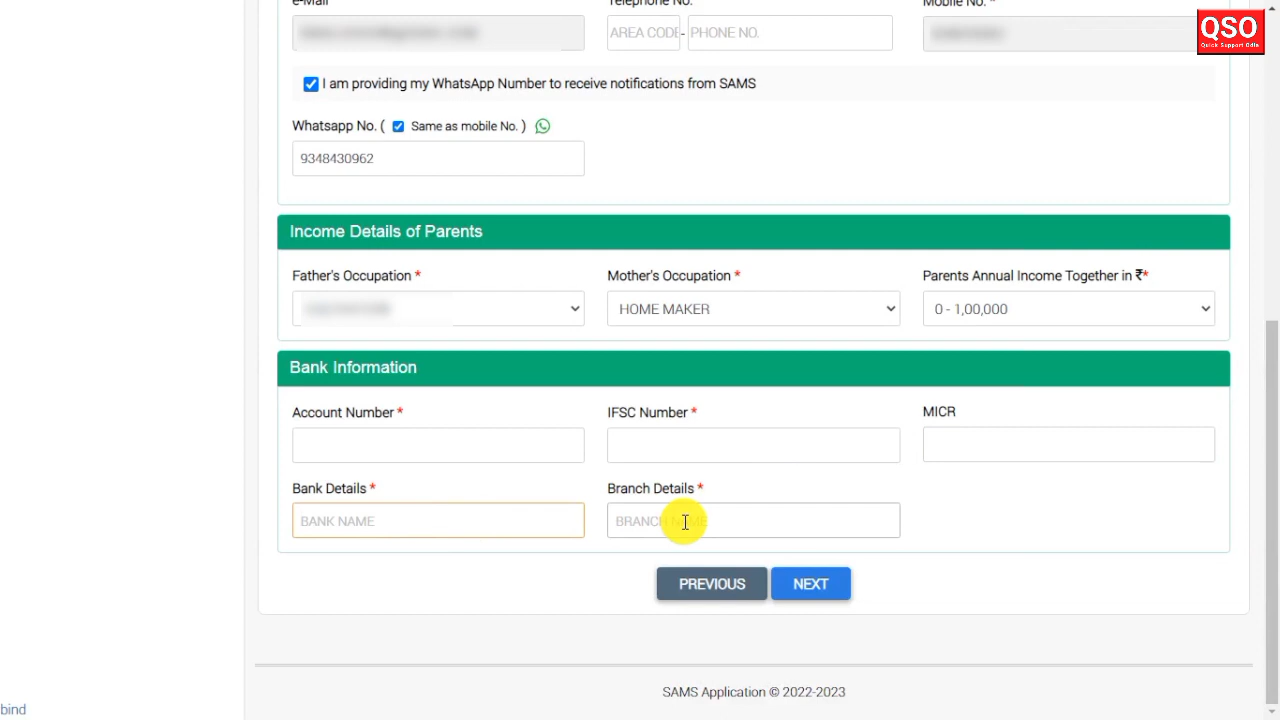 e-Mail
Telephone No.
Mobile No. *
QSO
Quick Support Odia
AREA CODE - PHONE NO.
I am providing my WhatsApp Number to receive notifications from SAMS
Whatsapp No. ( Same as mobile No. )
9348430962
Income Details of Parents
Father's Occupation *
Mother's Occupation *
Parents Annual Income Together in ₹*
HOME MAKER
0 - 1,00,000
Bank Information
Account Number *
IFSC Number *
MICR
Bank Details *
Branch Details *
BANK NAME
BRANCH NAME
PREVIOUS
NEXT
SAMS Application © 2022-2023
bind